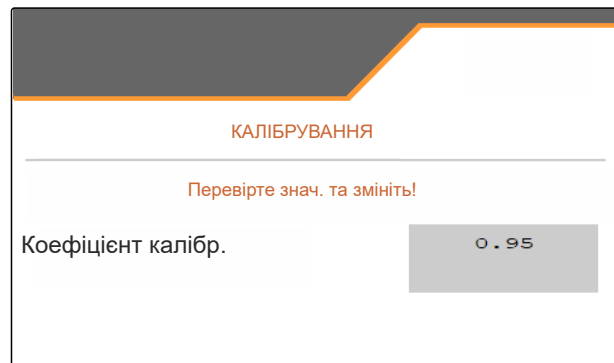 КАЛІБРУВАННЯ
Перевірте знач. та змініть!
Коефіцієнт калібр. 0.95